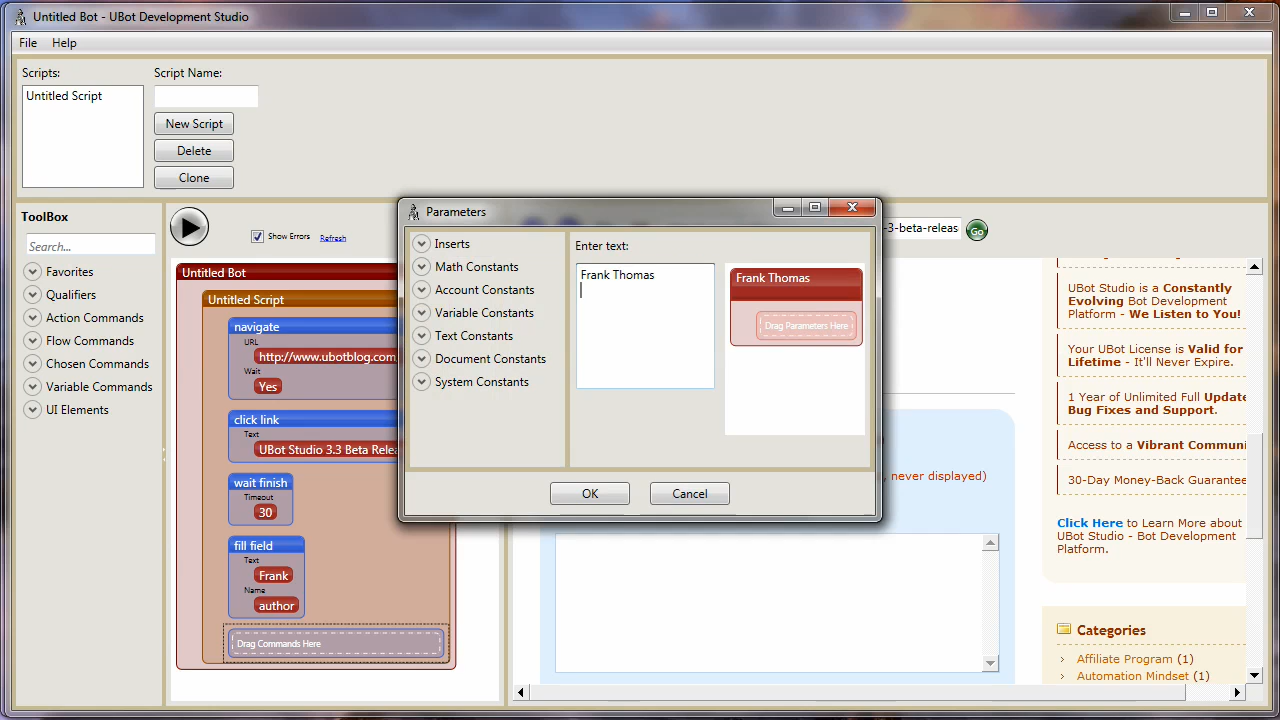 Untitled Bot - UBot Development Studio
File Help
Scripts:
Untitled Script
Script Name:
New Script
Delete
Clone
ToolBox
Search...
Favorites
Qualifiers
Action Commands
Flow Commands
Chosen Commands
Variable Commands
UI Elements
Show Errors
Refresh
-3-beta-releas
Go
Untitled Bot
Untitled Script
navigate
URL
http://www.ubotblog.com
Wait
Yes
click link
Text
UBot Studio 3.3 Beta Relea
wait finish
Timeout
30
fill field
Text
Frank
Name
author
Drag Commands Here
Parameters
Inserts
Math Constants
Account Constants
Variable Constants
Text Constants
Document Constants
System Constants
Enter text:
Frank Thomas
Frank Thomas
Drag Parameters Here
OK
Cancel
, never displayed)
UBot Studio is a Constantly
Evolving Bot Development
Platform - We Listen to You!
Your UBot License is Valid for
Lifetime - It'll Never Expire.
1 Year of Unlimited Full Update
Bug Fixes and Support.
Access to a Vibrant Communi
30-Day Money-Back Guarantee
Click Here to Learn More about
UBot Studio - Bot Development
Platform.
Categories
Affiliate Program (1)
Automation Mindset (1)